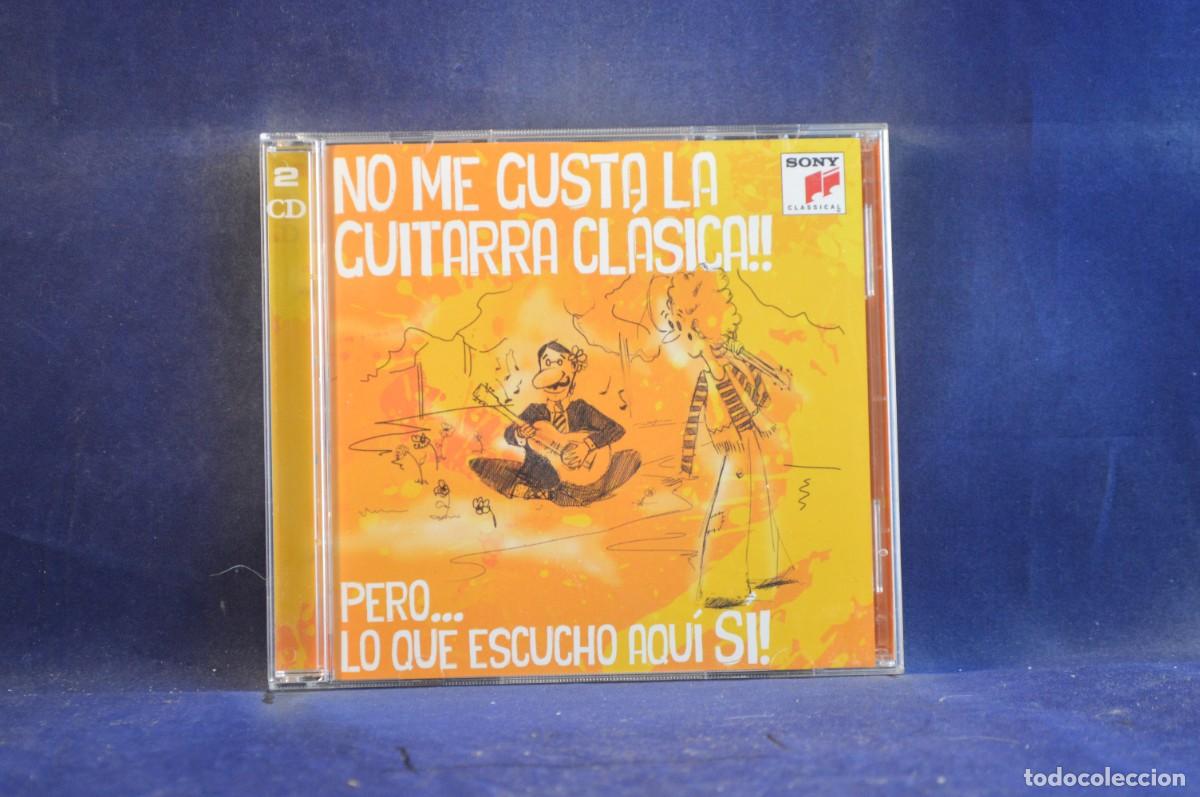 2
CD
NO ME GUSTA LA
GUITARRA CLÁSICA!!
SONY
CLASSICAL
PERO...
LO QUE ESCUCHO AQUÍ SI!
todocoleccion